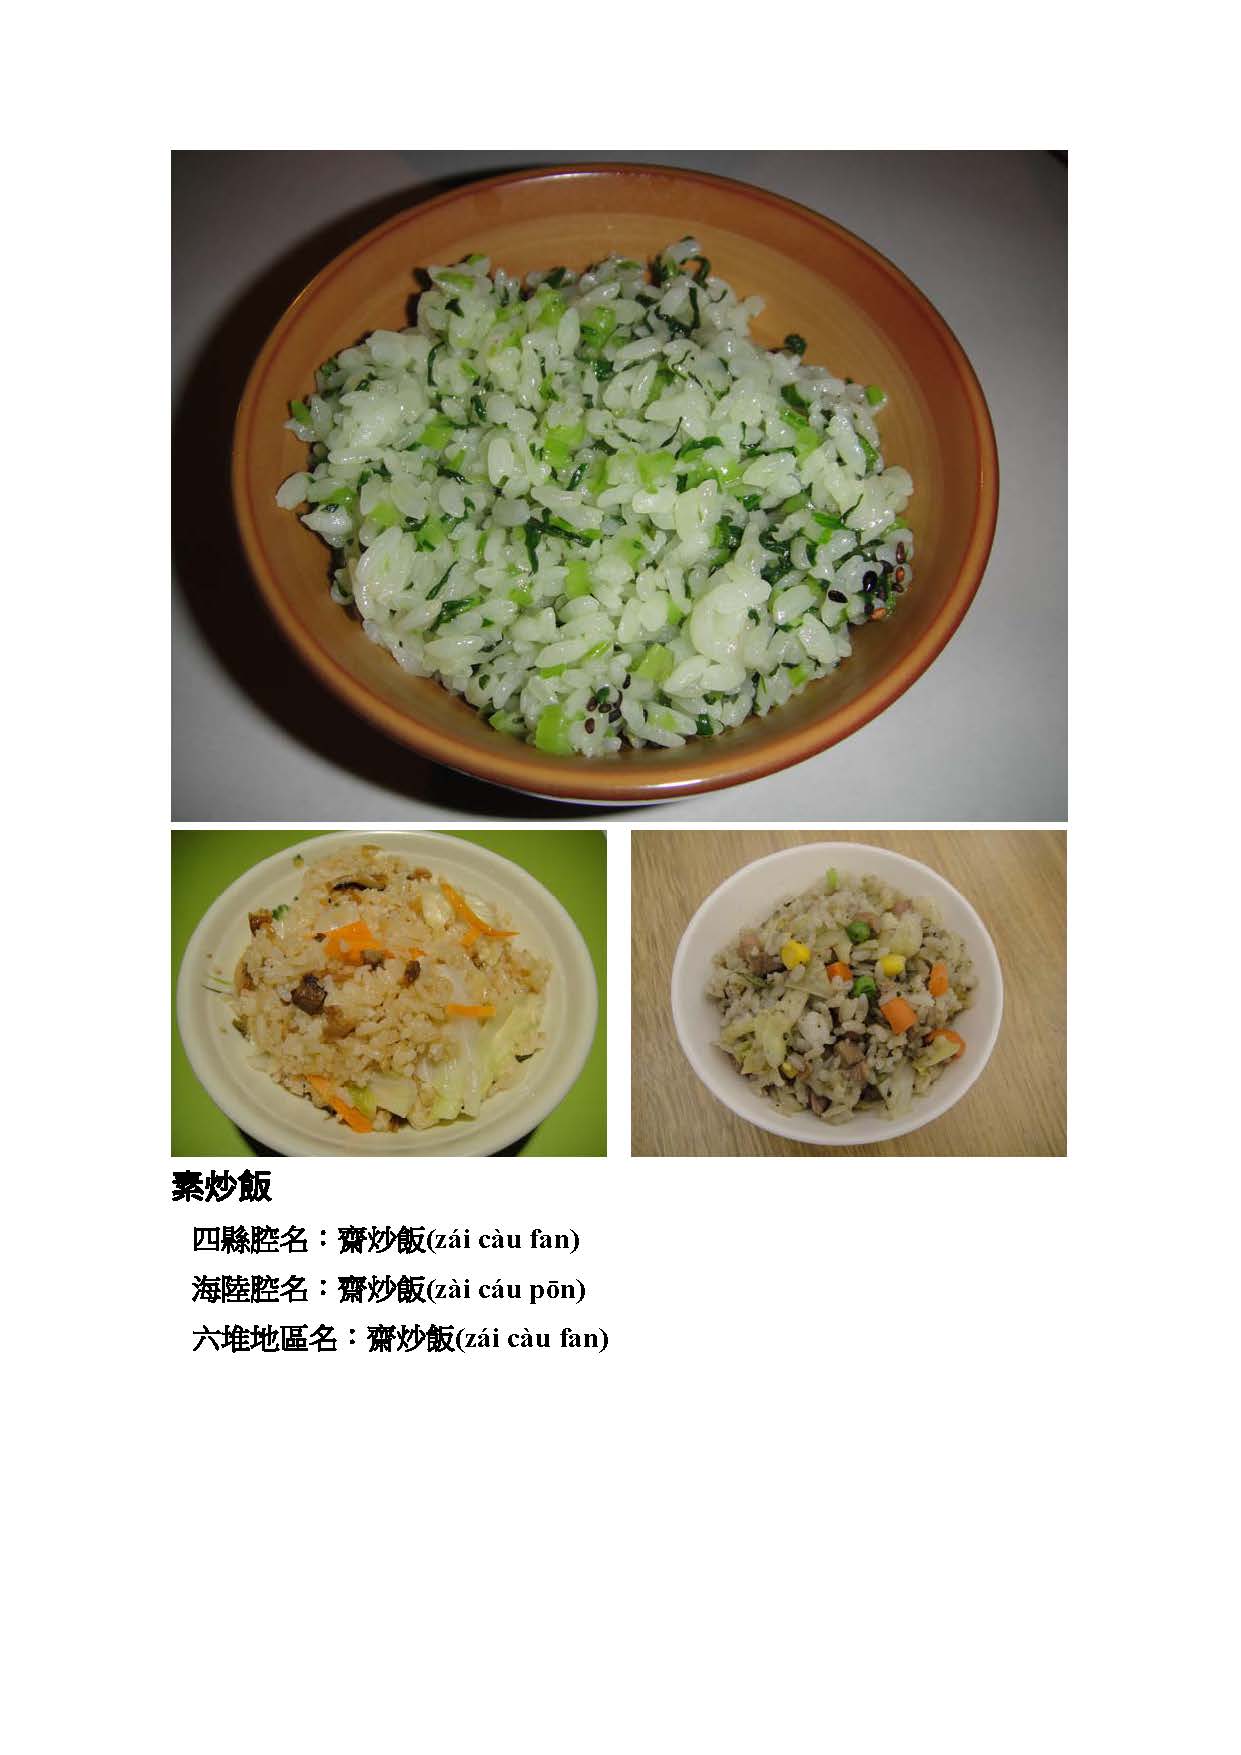 素炒飯
四縣腔名：齋炒飯(zái càu fan)
海陸腔名：齋炒飯(zài cáu pōn)
六堆地區名：齋炒飯(zái càu fan)